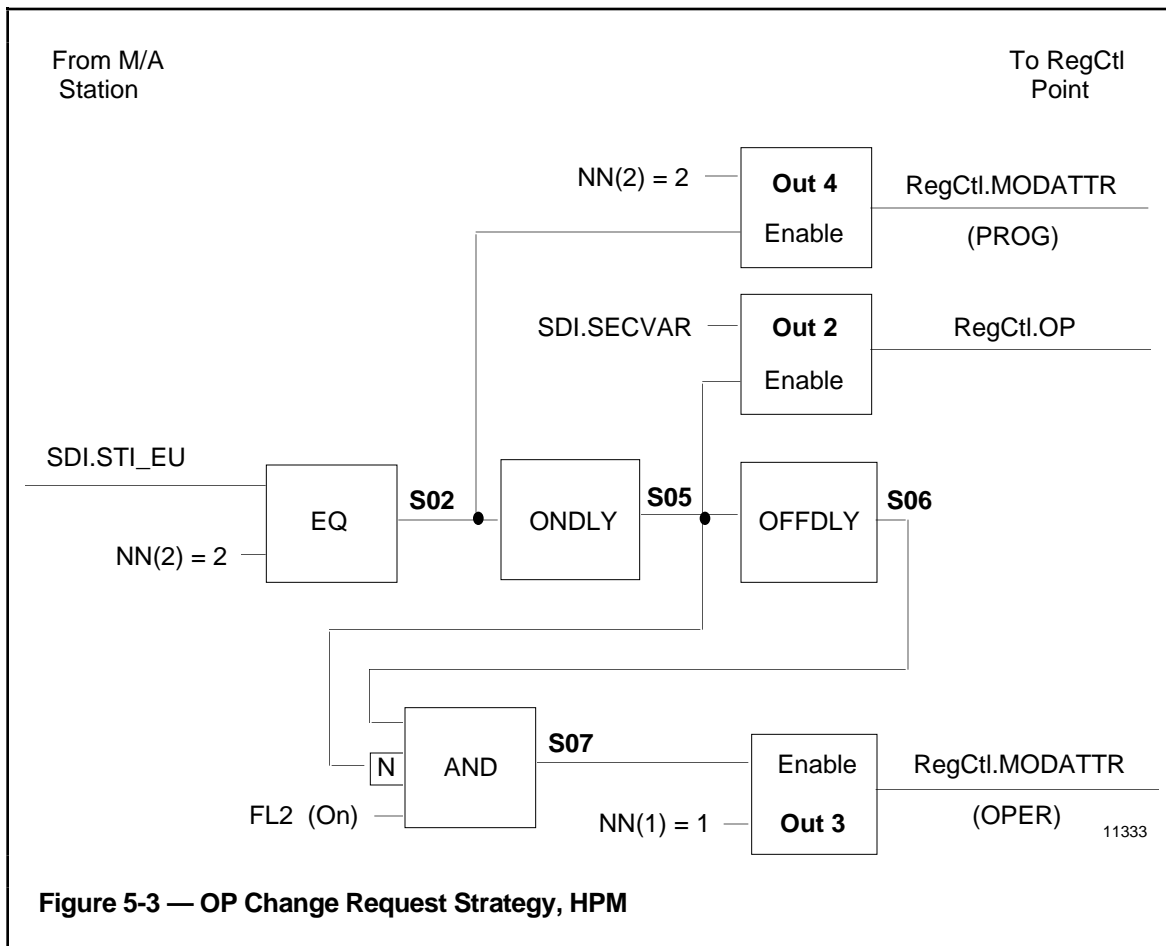 From M/A
Station
To RegCtl
Point
NN(2) = 2
Out 4
Enable
RegCtl.MODATTR
(PROG)
SDI.SECVAR
Out 2
Enable
RegCtl.OP
SDI.STI_EU
NN(2) = 2
EQ
S02
ONDLY
S05
OFFDLY
S06
N
AND
FL2 (On)
S07
NN(1) = 1
Enable
Out 3
RegCtl.MODATTR
(OPER)
11333
Figure 5-3 — OP Change Request Strategy, HPM